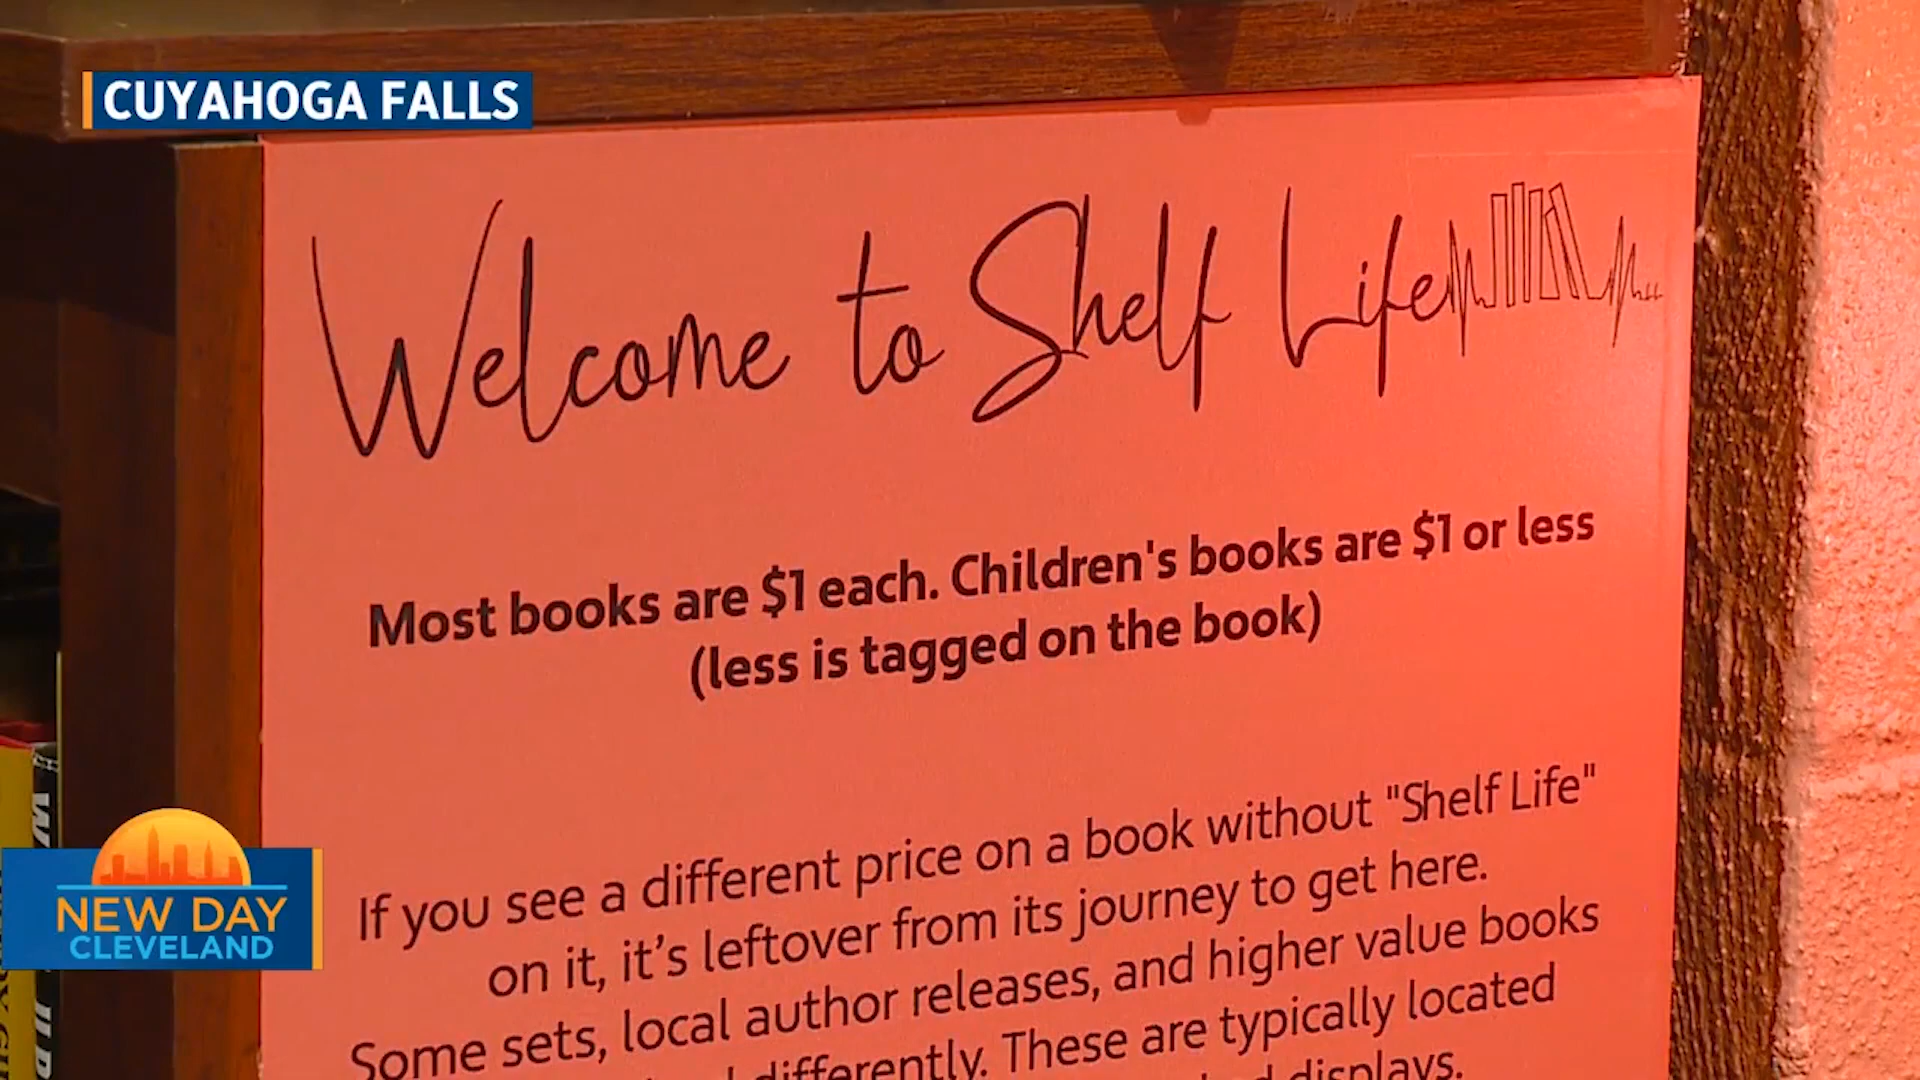 CUYAHOGA FALLS
Welcome to Shelf Life
Most books are $1 each. Children's books are $1 or less
(less is tagged on the book)
If you see a different price on a book without "Shelf Life"
on it, it's leftover from its journey to get here.
Some sets, local author releases, and higher value books
differently. These are typically located
displays.
NEW DAY
CLEVELAND